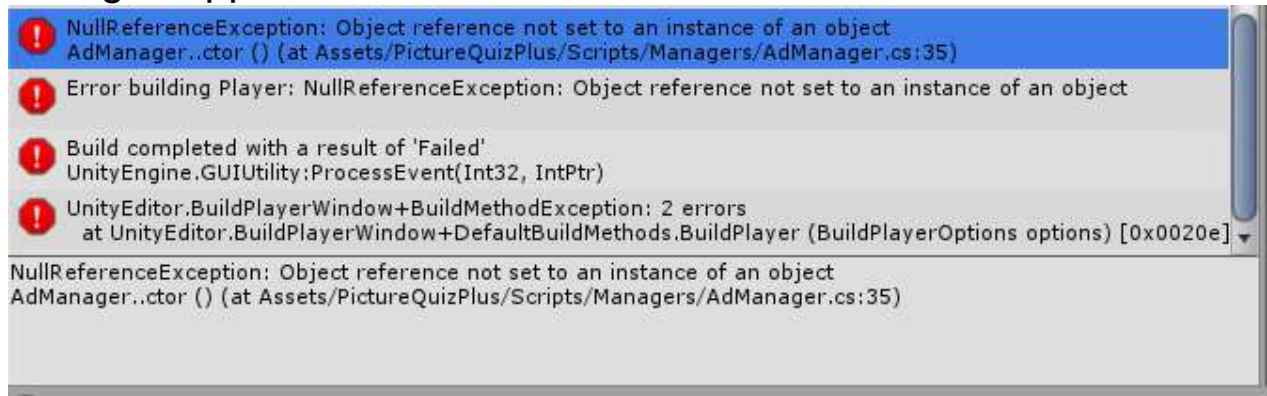 NullReferenceException: Object reference not set to an instance of an object
AdManager..ctor () (at Assets/PictureQuizPlus/Scripts/Managers/AdManager.cs:35)
Error building Player: NullReferenceException: Object reference not set to an instance of an object
Build completed with a result of 'Failed'
UnityEngine.GUIUtility:ProcessEvent(Int32, IntPtr)
UnityEditor.BuildPlayerWindow+BuildMethodException: 2 errors
at UnityEditor.BuildPlayerWindow+DefaultBuildMethods.BuildPlayer (BuildPlayerOptions options) [0x0020e]
NullReferenceException: Object reference not set to an instance of an object
AdManager..ctor () (at Assets/PictureQuizPlus/Scripts/Managers/AdManager.cs:35)